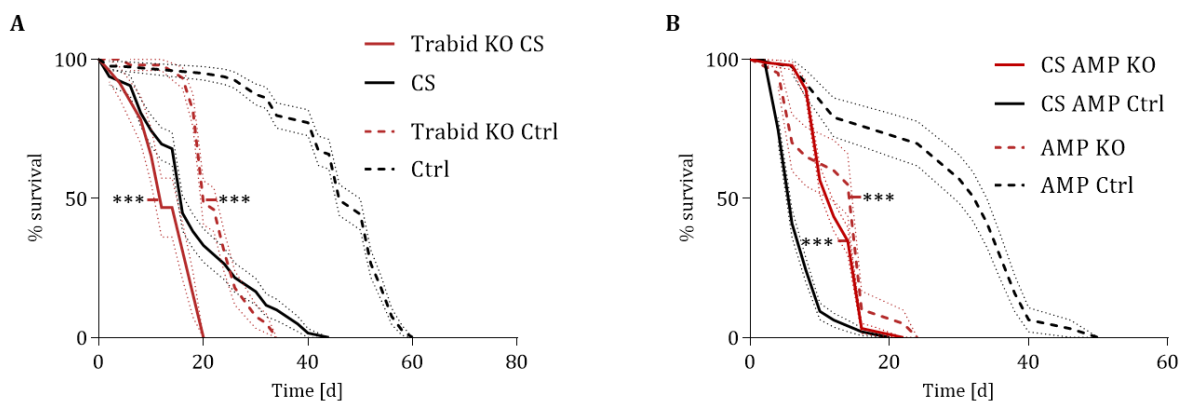 A
Trabid KO CS
CS
Trabid KO Ctrl
Ctrl
100
50
0
% survival
***
***
0
20
40
60
80
Time [d]
B
CS AMP KO
CS AMP Ctrl
AMP KO
AMP Ctrl
100
50
0
% survival
***
***
0
20
40
60
Time [d]